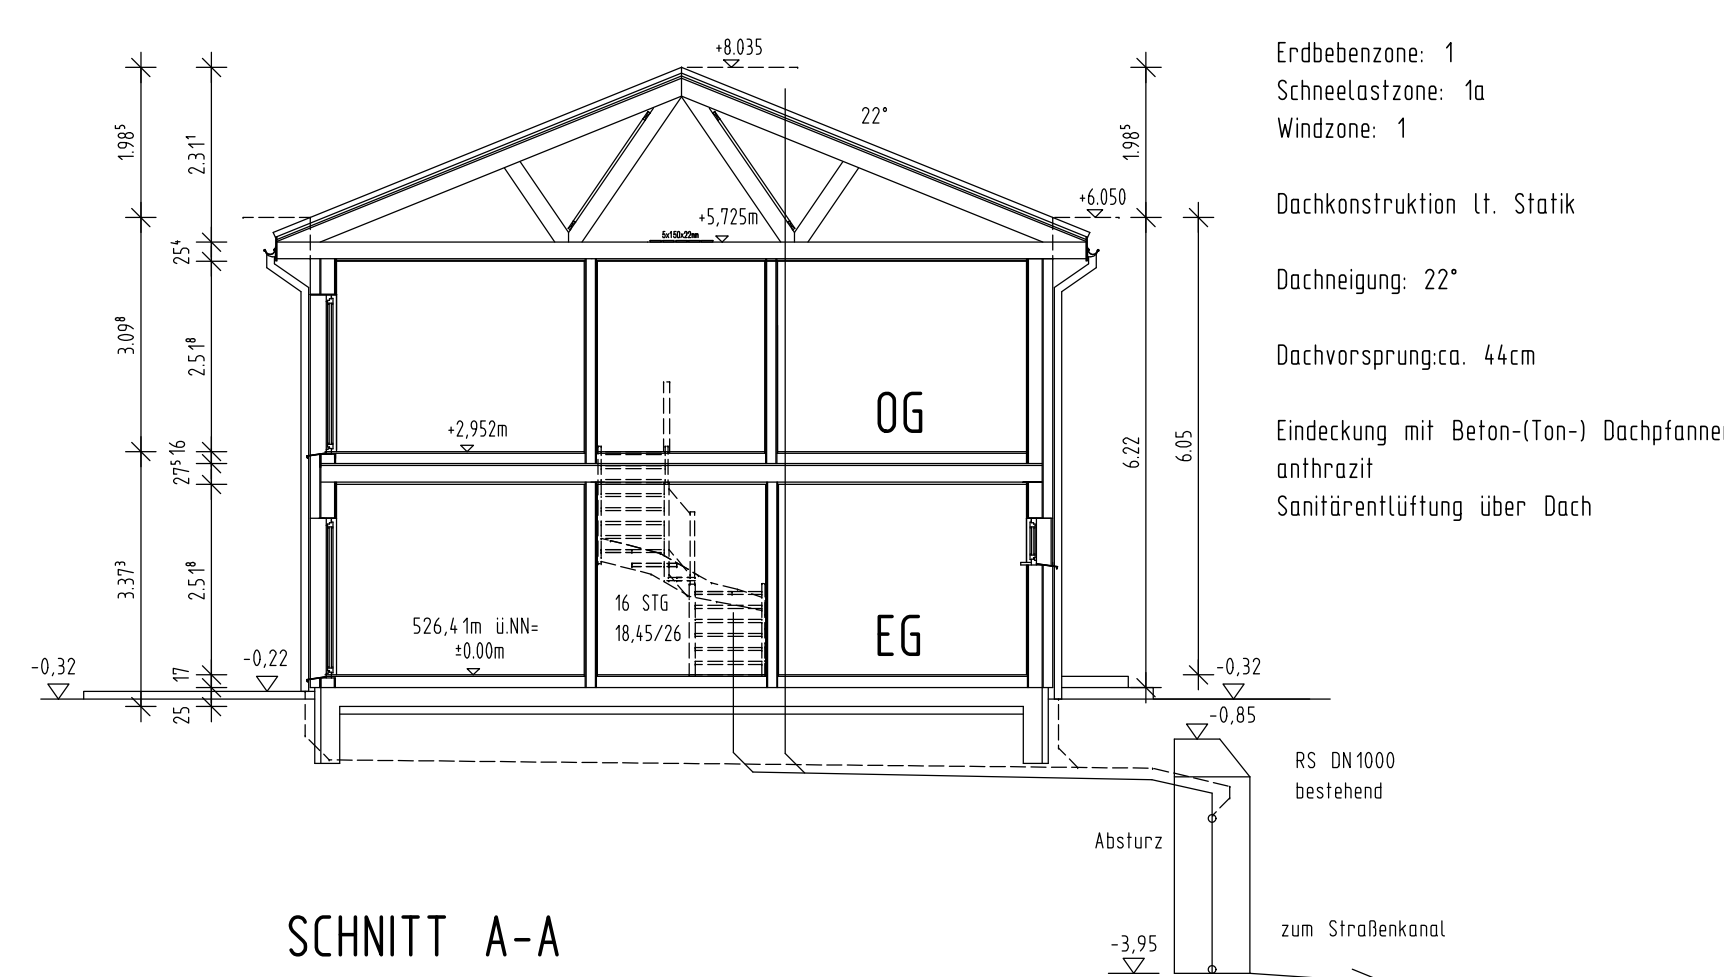 +8.035
22°
+6.050
+5,725m
5x150x22mm
1.98⁵
2.31¹
25⁴
3.09⁸
2.51⁸
16
27⁵
3.37³
2.51⁸
17
25
1.98⁵
6.22
6.05
OG
+2,952m
EG
16 STG
18,45/26
526,41m ü.NN=
±0.00m
-0,32
-0,22
-0,32
-0,85
RS DN1000
bestehend
Absturz
zum Straßenkanal
-3,95
SCHNITT A-A
Erdbebenzone: 1
Schneelastzone: 1a
Windzone: 1
Dachkonstruktion lt. Statik
Dachneigung: 22°
Dachvorsprung:ca. 44cm
Eindeckung mit Beton-(Ton-) Dachpfannen
anthrazit
Sanitärentlüftung über Dach